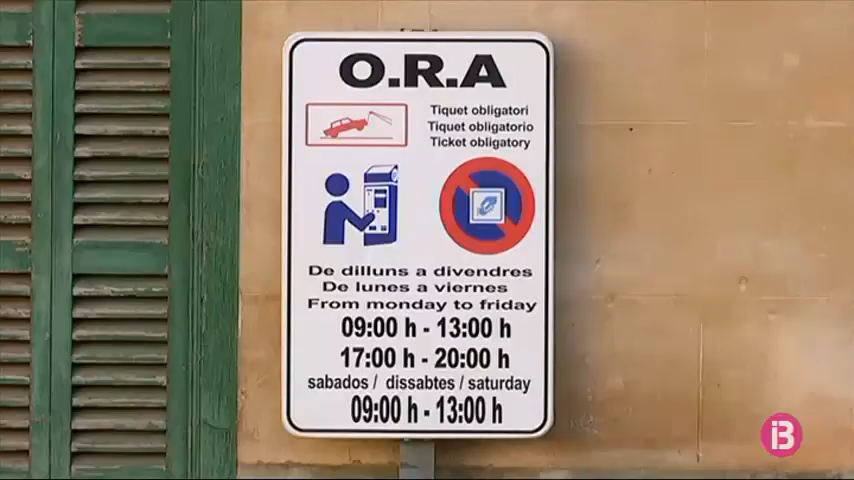 O.R.A
Tiquet obligatori
Tiquet obligatorio
Ticket obligatory
De dilluns a divendres
De lunes a viernes
From monday to friday
09:00 h - 13:00 h
17:00 h - 20:00 h
sabados / dissabtes / saturday
09:00 h - 13:00 h
IB